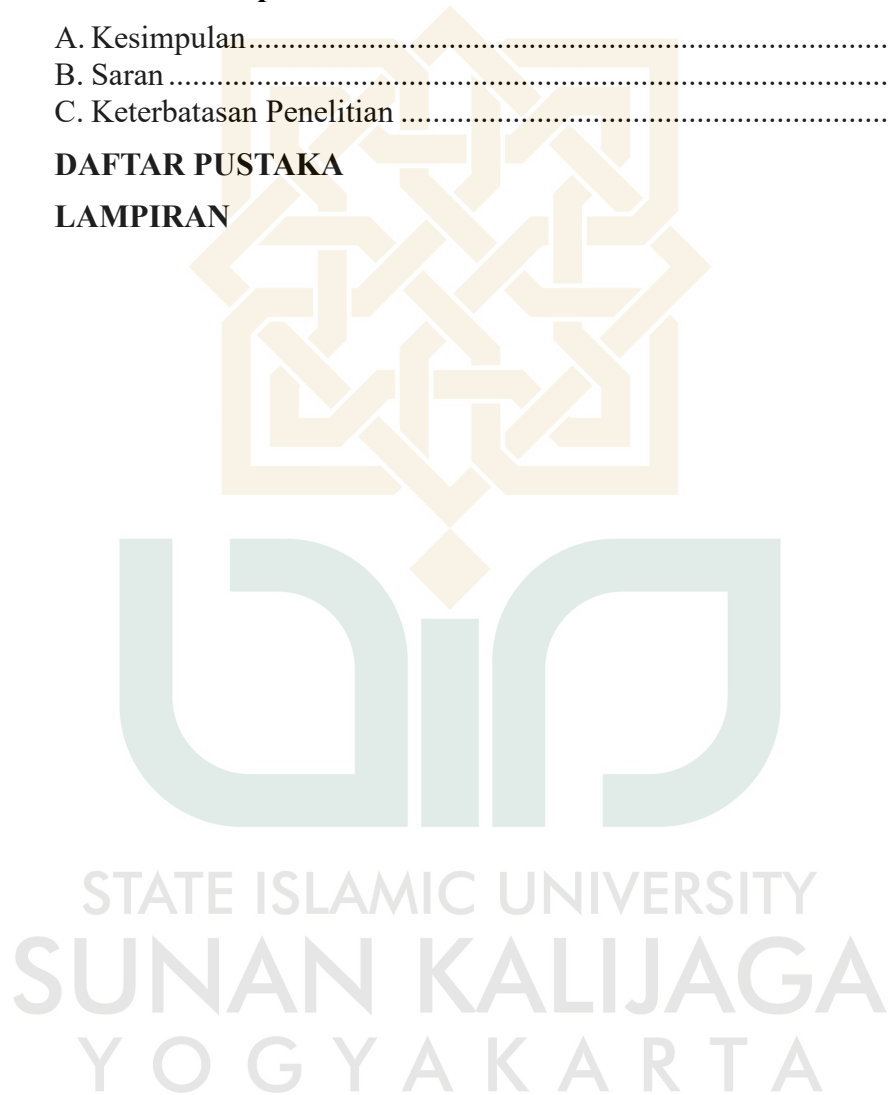 A. Kesimpulan................................................................................
B. Saran..........................................................................................
C. Keterbatasan Penelitian.............................................................
DAFTAR PUSTAKA
LAMPIRAN
STATE ISLAMIC UNIVERSITY
SUNAN KALIJAGA
YOGYAKARTA